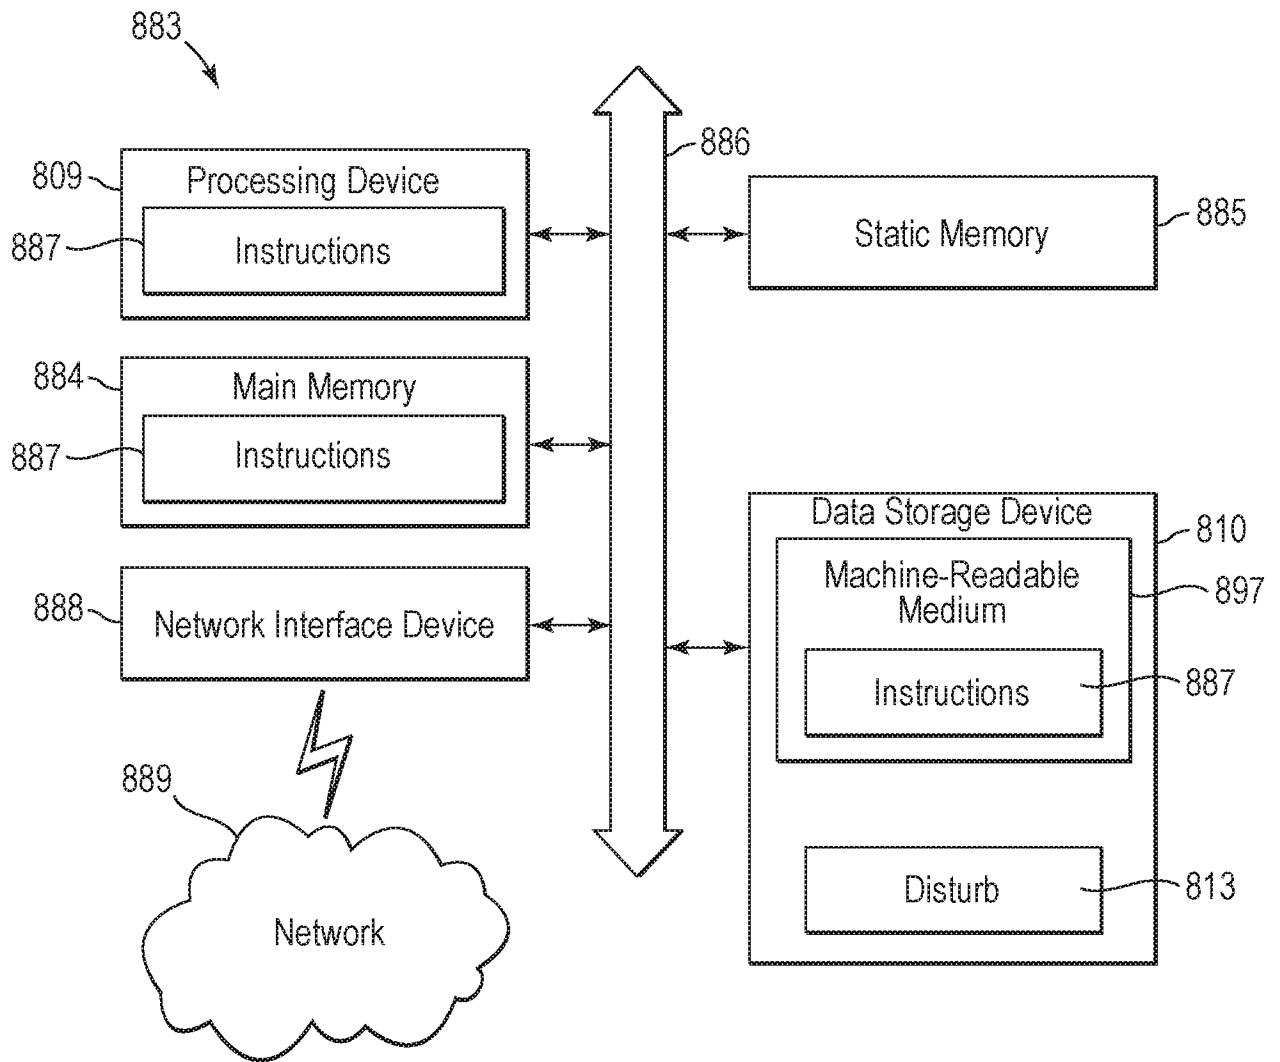 883
886
809
Processing Device
887
Instructions
Static Memory
885
884
Main Memory
887
Instructions
Data Storage Device
810
Machine-Readable
Medium
897
Instructions
887
888
Network Interface Device
889
Network
Disturb
813